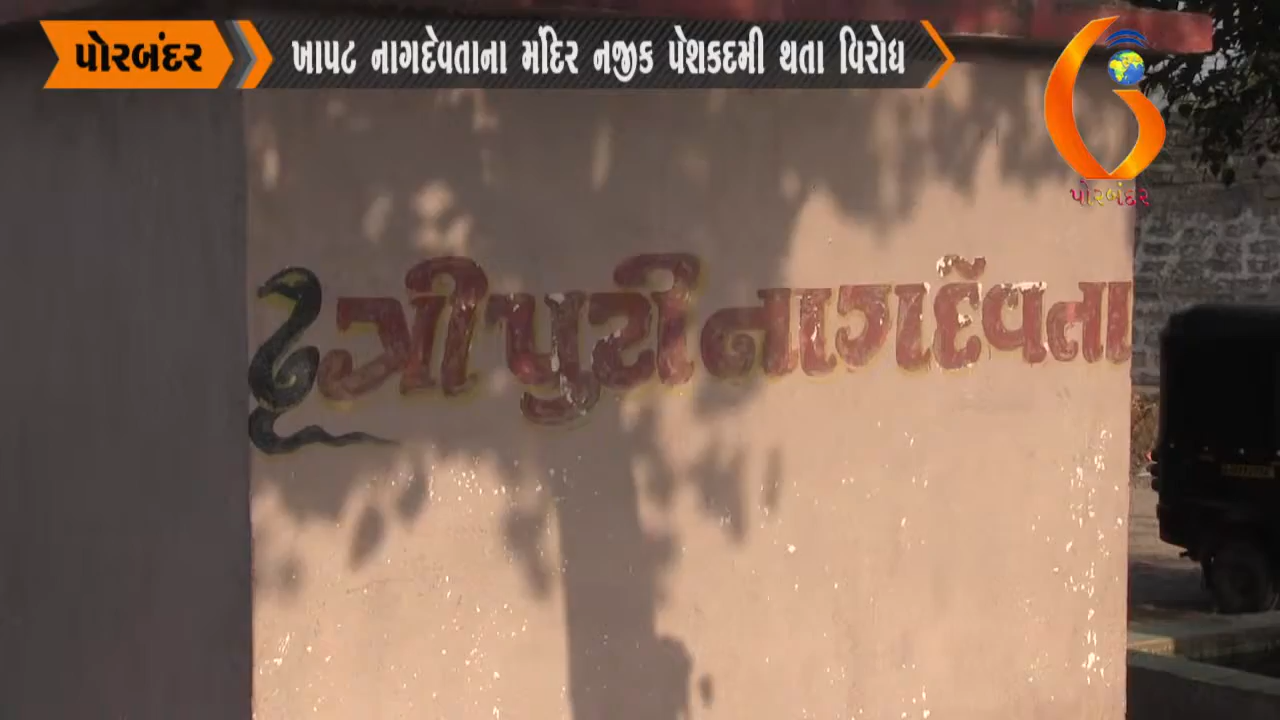 પોરબંદર
ખાપટ નાગદેવતાના મંદિર નજીક પેશકદમી થતા વિરોધ
પોરબંદર
શ્રી પુરી નાગદેવતા